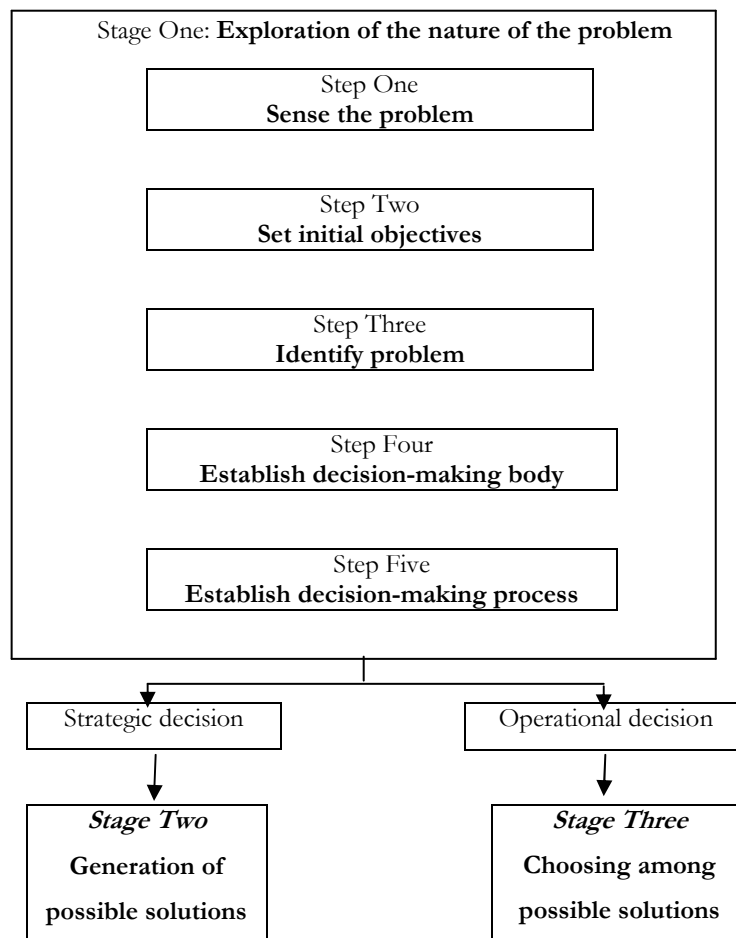 Stage One: Exploration of the nature of the problem
Step One
Sense the problem
Step Two
Set initial objectives
Step Three
Identify problem
Step Four
Establish decision-making body
Step Five
Establish decision-making process
Strategic decision
Operational decision
Stage Two
Generation of
possible solutions
Stage Three
Choosing among
possible solutions